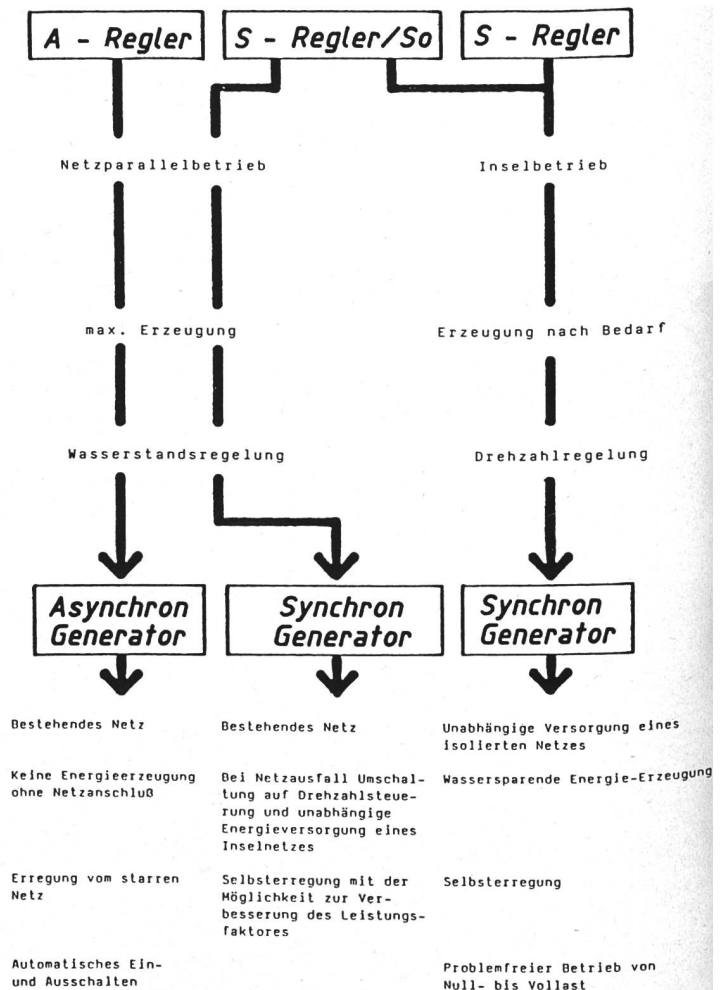 A - Regler
S - Regler/So
S - Regler
Netzparallelbetrieb
Inselbetrieb
max. Erzeugung
Erzeugung nach Bedarf
Wasserstandsregelung
Drehzahlregelung
Asynchron
Generator
Synchron
Generator
Synchron
Generator
Bestehendes Netz
Keine Energieerzeugung
ohne Netzanschluß
Erregung vom starren
Netz
Automatisches Ein-
und Ausschalten
Bestehendes Netz
Bei Netzausfall Umschal-
tung auf Drehzahlsteue-
rung und unabhängige
Energieversorgung eines
Inselnetzes
Selbsterregung mit der
Möglichkeit zur Ver-
besserung des Leistungs-
faktores
Unabhängige Versorgung eines
isolierten Netzes
Wassersparende Energie-Erzeugung
Selbsterregung
Problemfreier Betrieb von
Null- bis Vollast